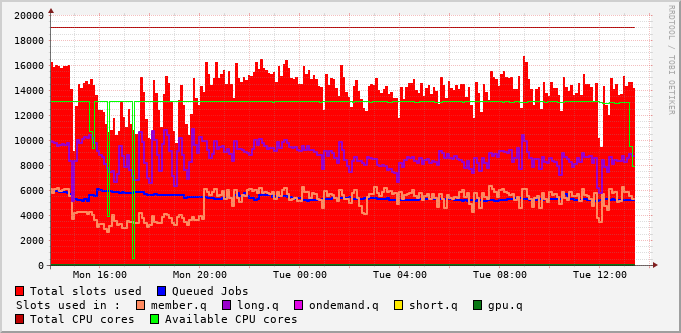 20000
18000
16000
14000
12000
10000
8000
6000
4000
2000
0
Mon 16:00 Mon 20:00 Tue 00:00 Tue 04:00 Tue 08:00 Tue 12:00
Total slots used Queued Jobs
Slots used in : member.q long.q ondemand.q short.q gpu.q
Total CPU cores Available CPU cores
RRDTOOL / TOBI OETIKER